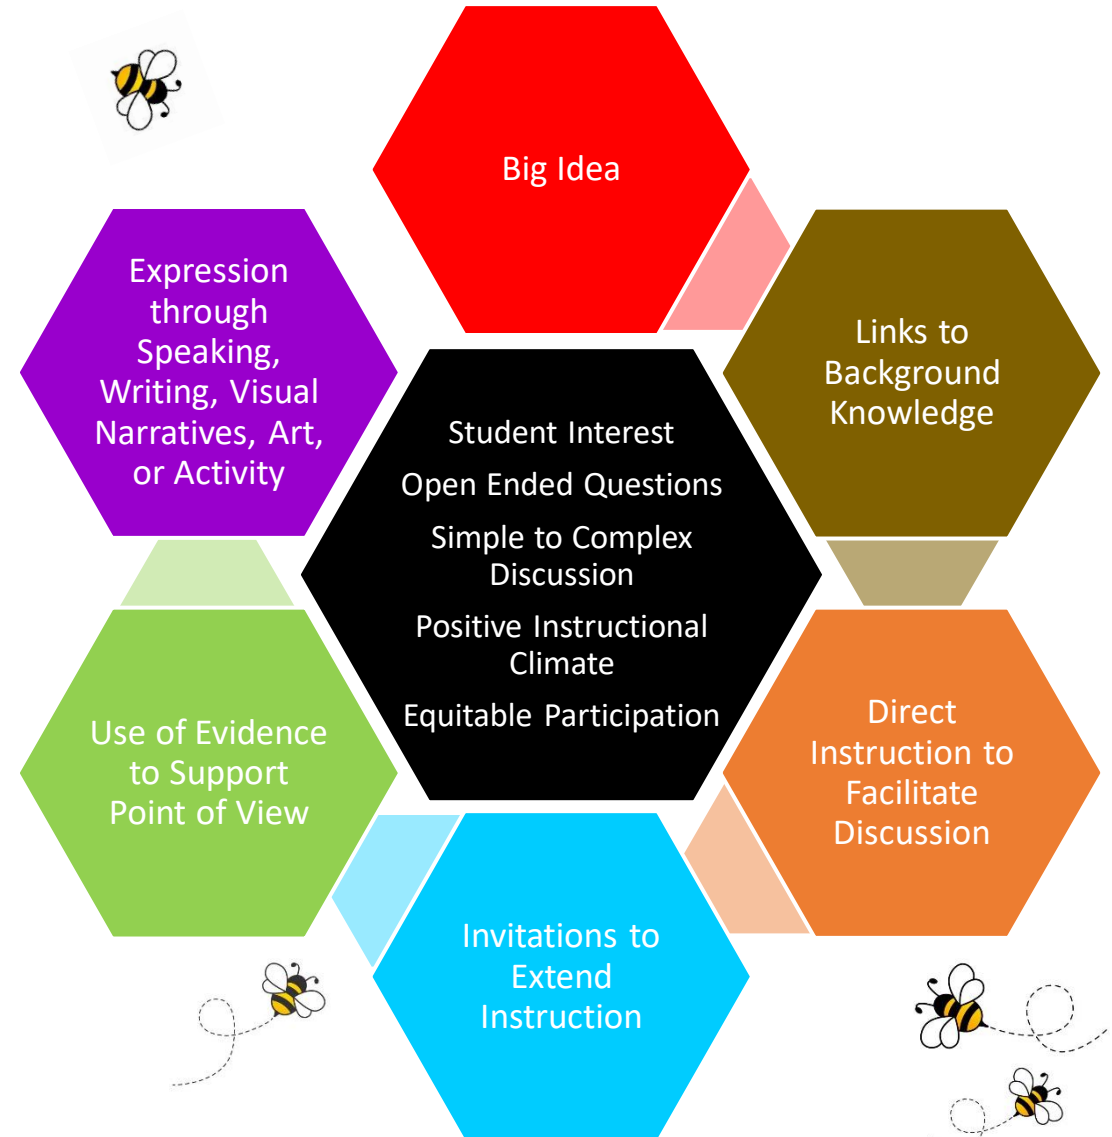 Big Idea
Links to
Background
Knowledge
Direct
Instruction to
Facilitate
Discussion
Invitations to
Extend
Instruction
Use of Evidence
to Support
Point of View
Expression
through
Speaking,
Writing, Visual
Narratives, Art,
or Activity
Student Interest
Open Ended Questions
Simple to Complex
Discussion
Positive Instructional
Climate
Equitable Participation